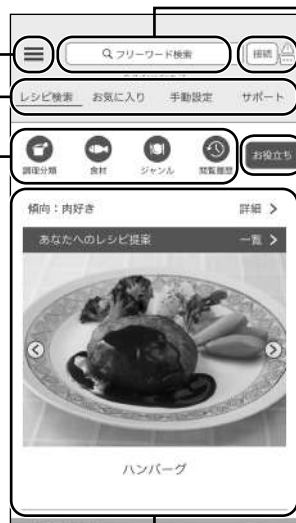 フリーワード検索
接続
レシピ検索 お気に入り 手動設定 サポート
調理分類 食材 ジャンル 閲覧履歴
お役立ち
傾向：肉好き 詳細 >
あなたへのレシピ提案 一覧 >
ハンバーグ